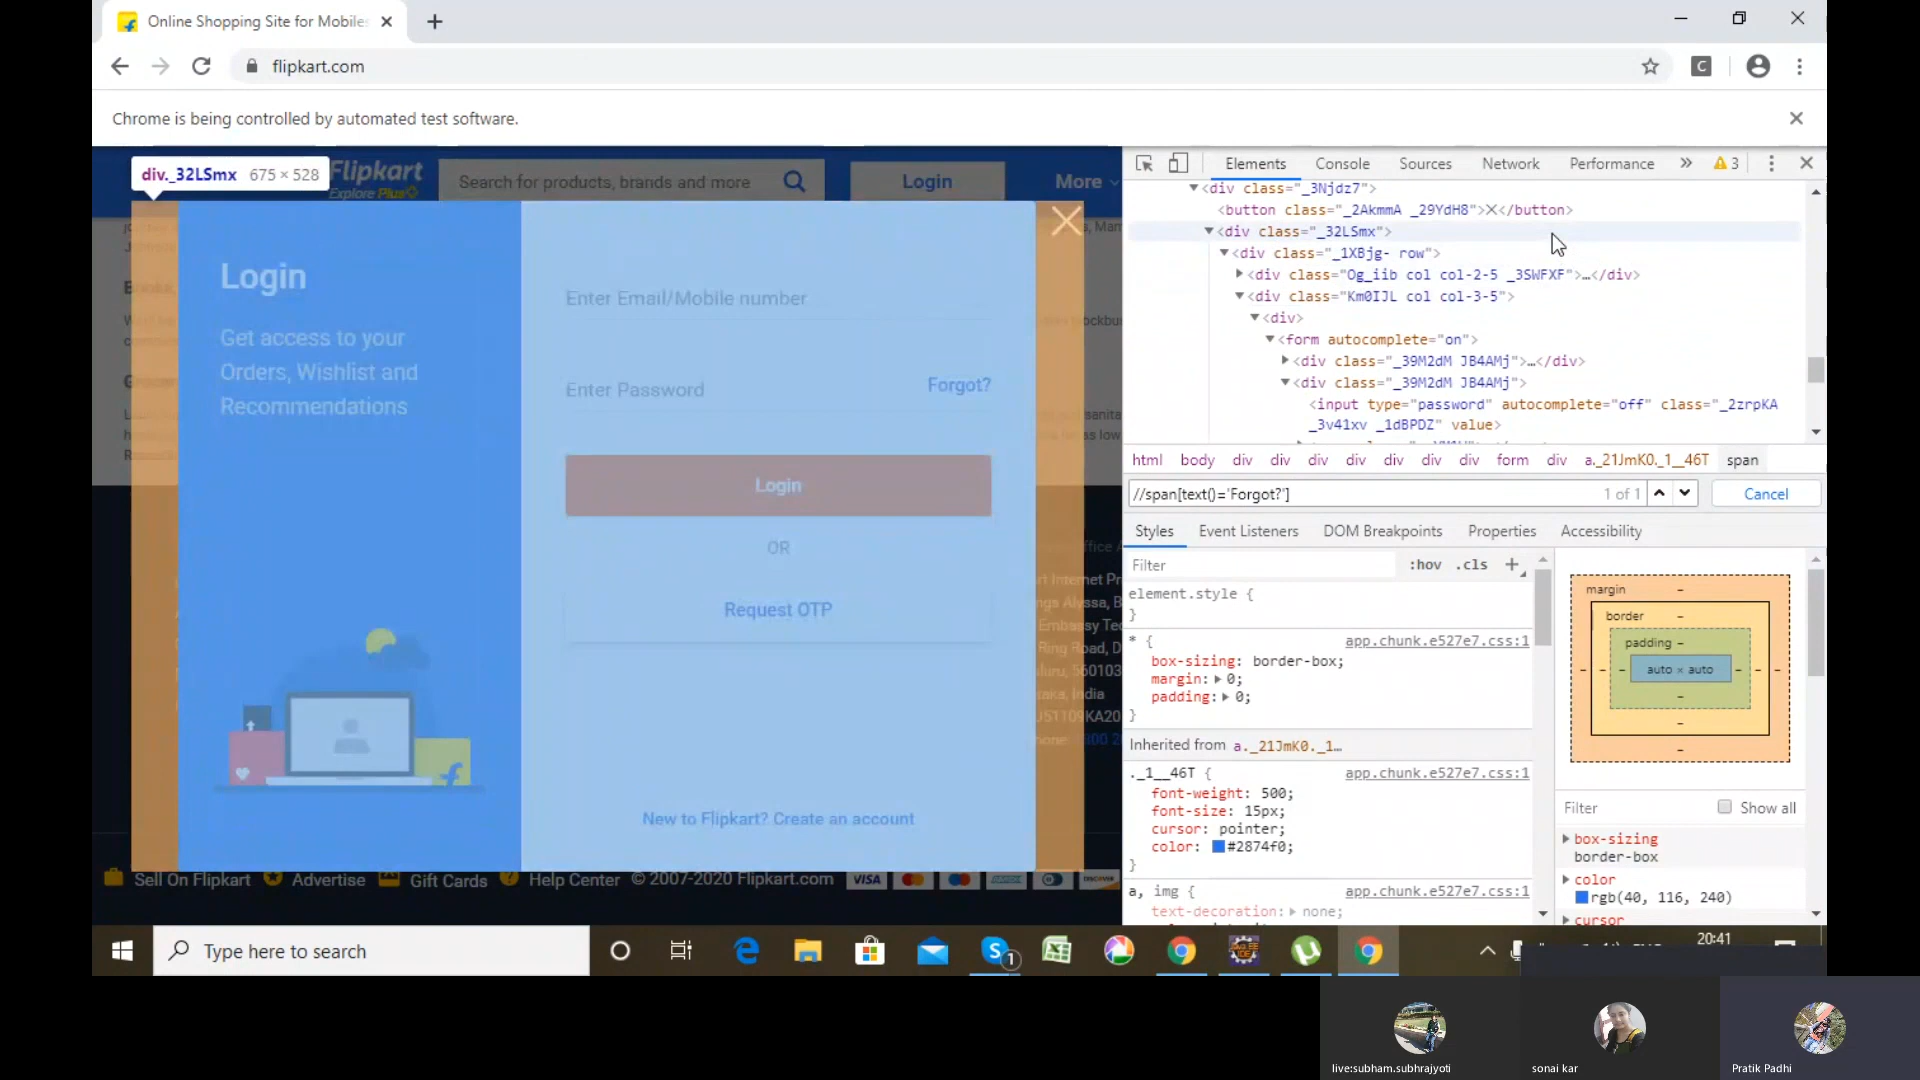 Online Shopping Site for Mobiles
flipkart.com
C
Chrome is being controlled by automated test software.
div._32LSmx 675 × 528
Flipkart
Explore Plus
Search for products, brands and more
Login
More
Login
Get access to your
Orders, Wishlist and
Recommendations
Enter Email/Mobile number
Enter Password
Forgot?
Login
OR
Request OTP
New to Flipkart? Create an account
Sell On Flipkart
Advertise
Gift Cards
Help Center
© 2007-2020 Flipkart.com
VISA
Elements
Console
Sources
Network
Performance
3
<div class="_3Njdz7">
<button class="_2AkmmA _29YdH8">✕</button>
<div class="_32LSmx">
<div class="_1XBjg- row">
<div class="Og_iib col col-2-5 _3SWFXF">…</div>
<div class="Km0IJL col col-3-5">
<div>
<form autocomplete="on">
<div class="_39M2dM JB4AMj">…</div>
<div class="_39M2dM JB4AMj">
<input type="password" autocomplete="off" class="_2zrpKA
_3v41xv _1dBPDZ" value>
html body div div div div div div div form div a._21JmK0._1__46T span
//span[text()='Forgot?']
1 of 1
Cancel
Styles
Event Listeners
DOM Breakpoints
Properties
Accessibility
Filter
:hov .cls +
element.style {
}
* {
app.chunk.e527e7.css:1
box-sizing: border-box;
margin: 0;
padding: 0;
}
Inherited from a._21JmK0._1…
._1__46T {
app.chunk.e527e7.css:1
font-weight: 500;
font-size: 15px;
cursor: pointer;
color: #2874f0;
}
a, img {
app.chunk.e527e7.css:1
text-decoration: none;
margin –
border –
padding –
auto × auto
Filter
Show all
box-sizing
border-box
color
rgb(40, 116, 240)
cursor
Type here to search
1
20:41
live:subham.subhrajyoti
sonai kar
Pratik Padhi